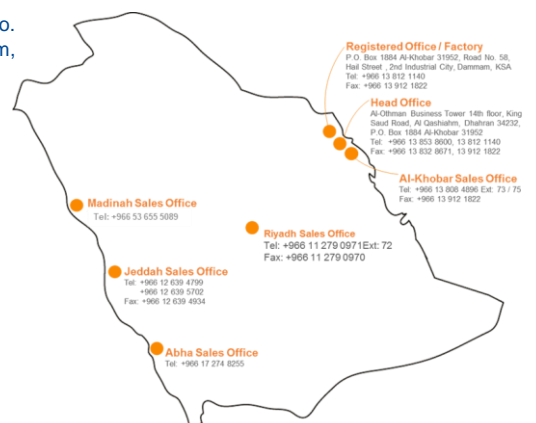 o.
m,
Registered Office / Factory
P.O. Box 1884 Al-Khobar 31952, Road No. 58,
Hail Street , 2nd Industrial City, Dammam, KSA
Tel: +966 13 812 1140
Fax: +966 13 912 1822
Head Office
Al-Othman Business Tower 14th floor, King
Saud Road, Al Qashiahm, Dhahran 34232,
P.O. Box 1884 Al-Khobar 31952
Tel: +966 13 853 8600, 13 812 1140
Fax: +966 13 832 8671, 13 912 1822
Al-Khobar Sales Office
Tel: +966 13 808 4896 Ext: 73 / 75
Fax: +966 13 912 1822
Madinah Sales Office
Tel: +966 53 655 5089
Riyadh Sales Office
Tel: +966 11 279 0971Ext: 72
Fax: +966 11 279 0970
Jeddah Sales Office
Tel: +966 12 639 4799
+966 12 639 5702
Fax: +966 12 639 4934
Abha Sales Office
Tel: +966 17 274 8255